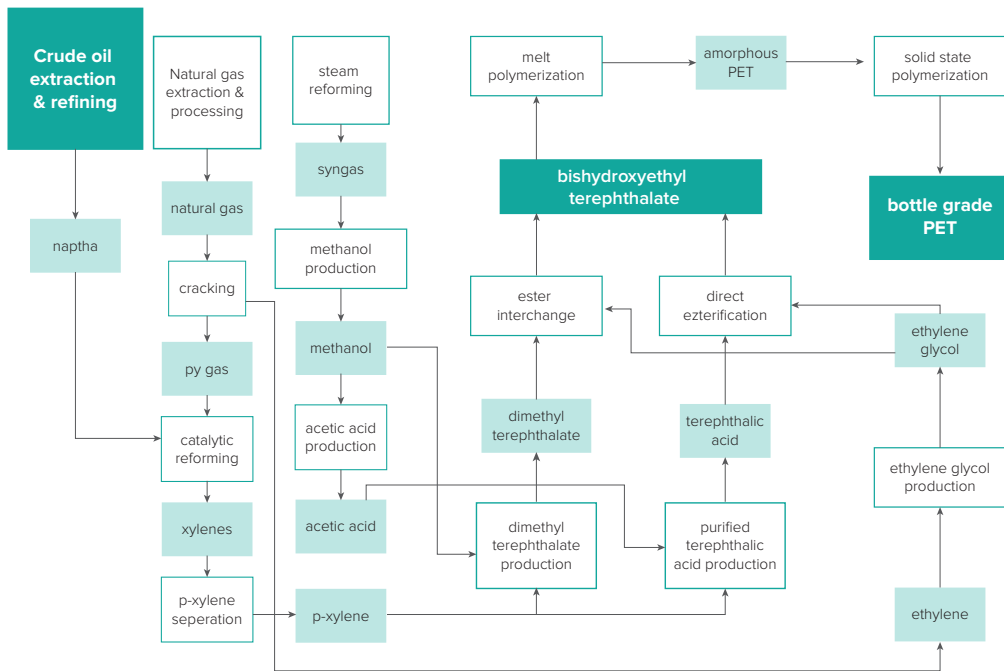 Crude oil
extraction
& refining
Natural gas
extraction &
processing
steam
reforming
melt
polymerization
amorphous
PET
solid state
polymerization
syngas
bishydroxyethyl
terephthalate
natural gas
bottle grade
PET
naptha
methanol
production
cracking
ester
interchange
direct
ezterification
ethylene
glycol
methanol
py gas
dimethyl
terephthalate
terephthalic
acid
acetic acid
production
catalytic
reforming
ethylene glycol
production
xylenes
acetic acid
dimethyl
terephthalate
production
purified
terephthalic
acid production
p-xylene
seperation
p-xylene
ethylene